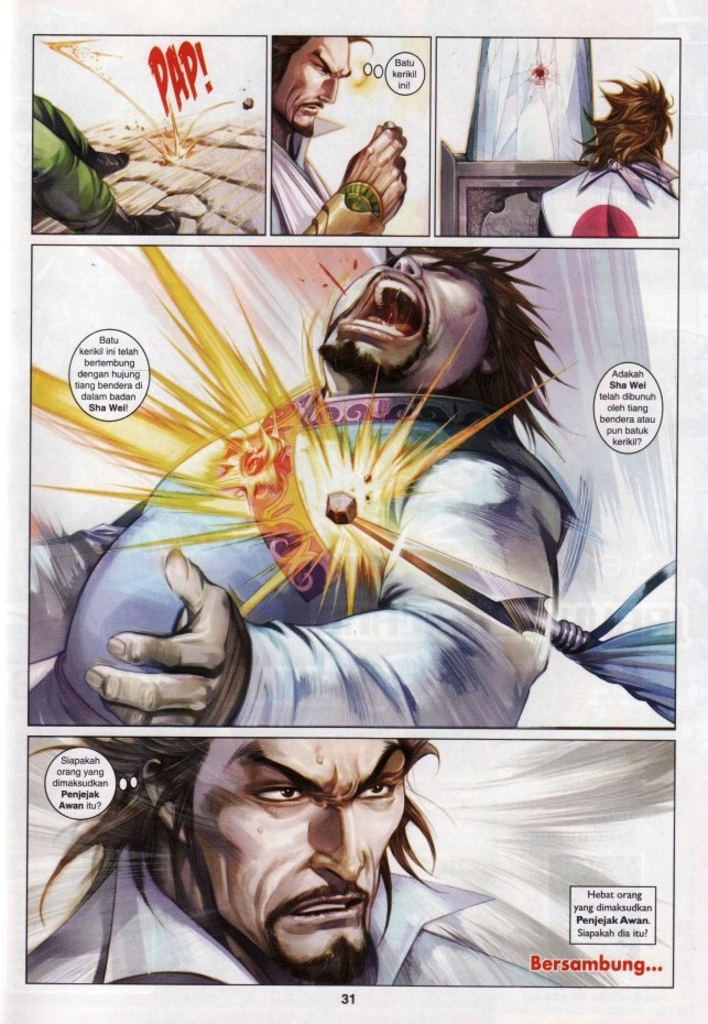 PAP!
Batu
kerikil
ini!
Batu
kerikil ini telah
bertembung
dengan hujung
tiang bendera di
dalam badan
Sha Wei!
Adakah
Sha Wei
telah dibunuh
oleh tiang
bendera atau
pun batuk
kerikil?
Siapakah
orang yang
dimaksudkan
Penjejak
Awan itu?
Hebat orang
yang dimaksudkan
Penjejak Awan.
Siapakah dia itu?
Bersambung...
31